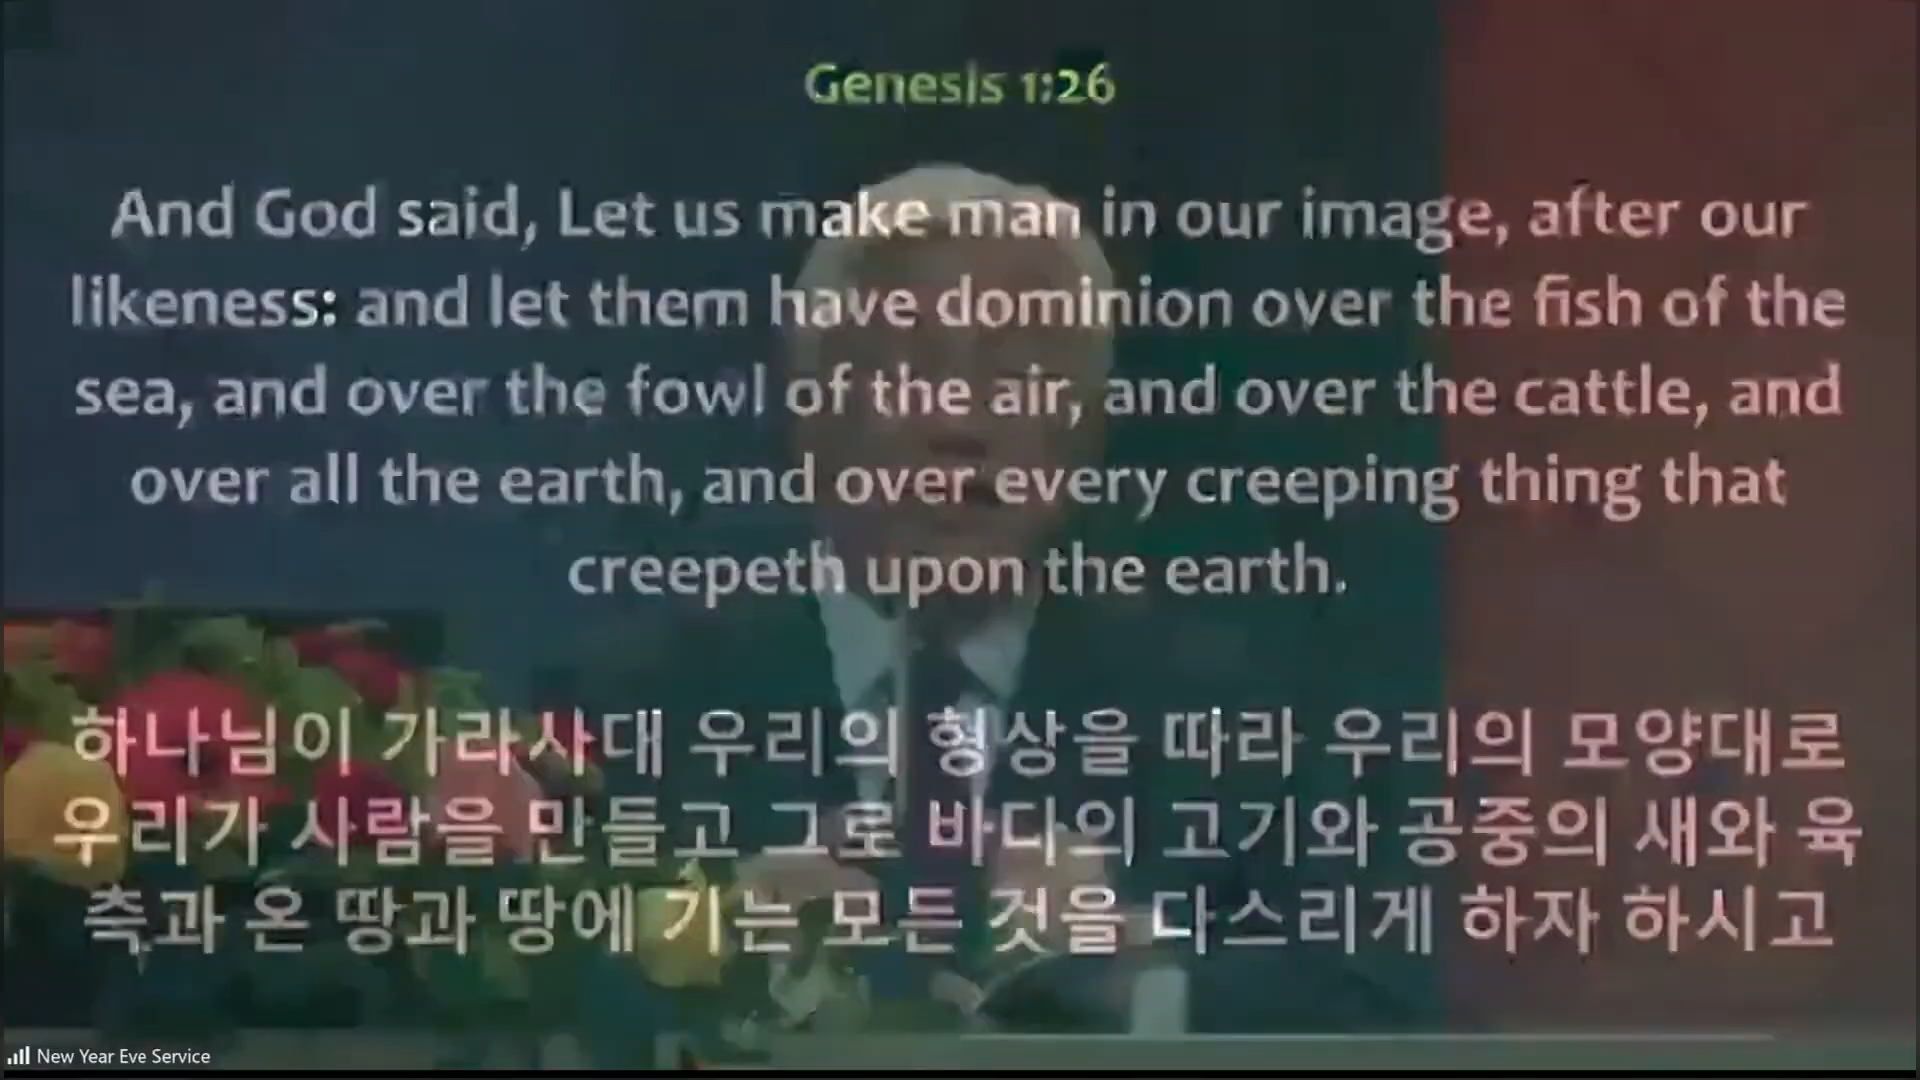 Genesis 1:26
And God said, Let us make man in our image, after our
likeness: and let them have dominion over the fish of the
sea, and over the fowl of the air, and over the cattle, and
over all the earth, and over every creeping thing that
creepeth upon the earth.
하나님이 가라사대 우리의 형상을 따라 우리의 모양대로
우리가 사람을 만들고 그로 바다의 고기와 공중의 새와 육
축과 온 땅과 땅에 기는 모든 것을 다스리게 하자 하시고
New Year Eve Service